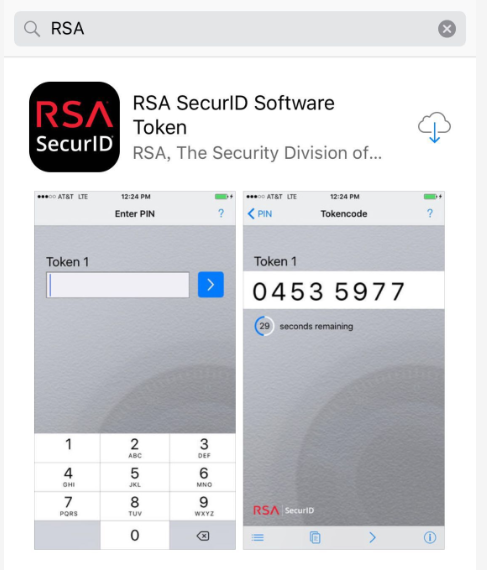 RSA
RSA
SecurID
RSA SecurID Software
Token
RSA, The Security Division of...
AT&T LTE 12:24 PM
Enter PIN ?
Token 1
1 2 3
ABC DEF
4 5 6
GHI JKL MNO
7 8 9
PQRS TUV WXYZ
0
AT&T LTE 12:24 PM
PIN Tokencode ?
Token 1
0453 5977
29 seconds remaining
RSA SecurID